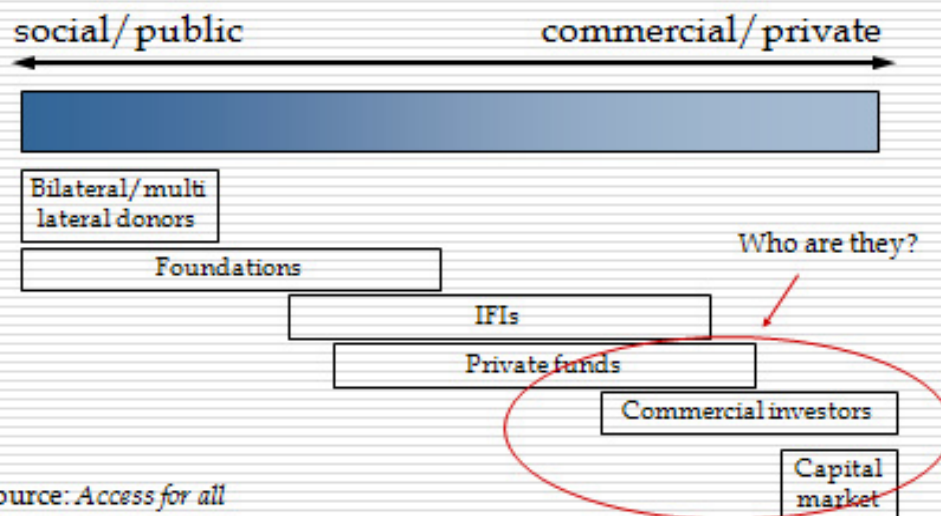 social/public
commercial/private
Bilateral/multi
lateral donors
Who are they?
Foundations
IFIs
Private funds
Commercial investors
Capital
market
ource: Access for all